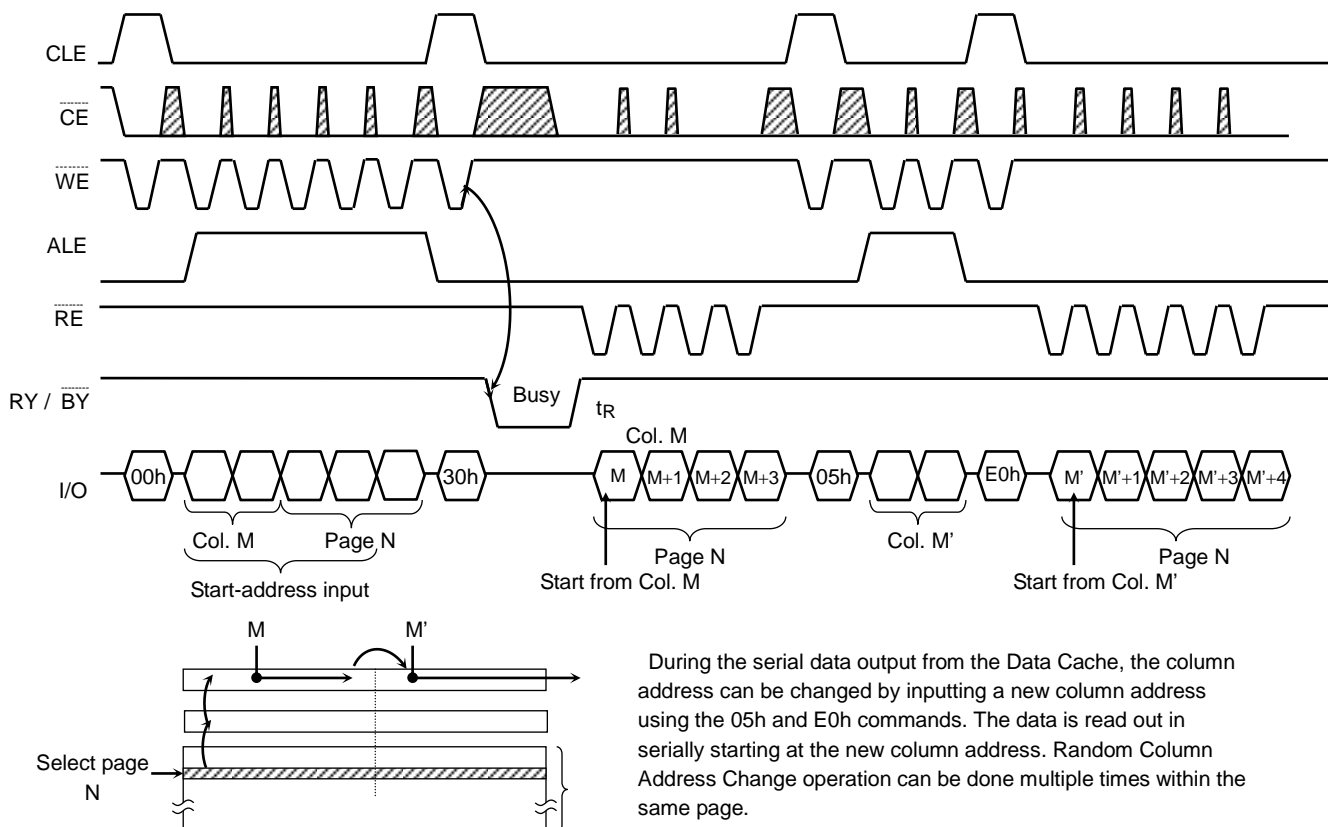 CLE
CE
WE
ALE
RE
RY / BY
Busy
tR
Col. M
I/O
00h
30h
M
M+1
M+2
M+3
05h
E0h
M'
M'+1
M'+2
M'+3
M'+4
Col. M
Page N
Page N
Col. M’
Page N
Start-address input
Start from Col. M
Start from Col. M’
M
M’
Select page
N
During the serial data output from the Data Cache, the column
address can be changed by inputting a new column address
using the 05h and E0h commands. The data is read out in
serially starting at the new column address. Random Column
Address Change operation can be done multiple times within the
same page.